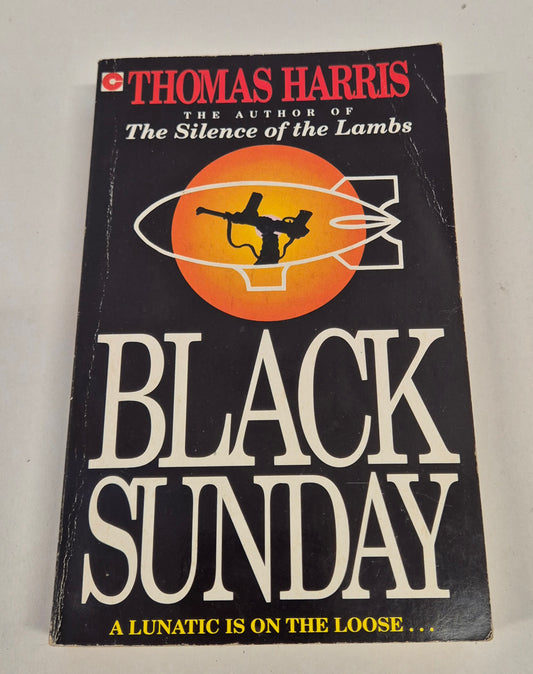 THOMAS HARRIS
THE AUTHOR OF
The Silence of the Lambs
BLACK
SUNDAY
A LUNATIC IS ON THE LOOSE...